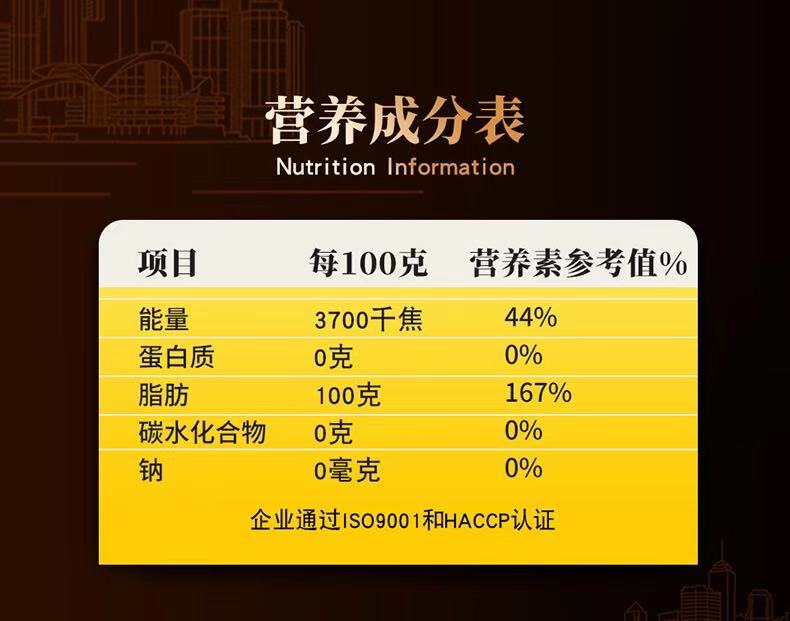 营养成分表
Nutrition Information
项目 每100克 营养素参考值%
能量 3700千焦 44%
蛋白质 0克 0%
脂肪 100克 167%
碳水化合物 0克 0%
钠 0毫克 0%
企业通过ISO9001和HACCP认证